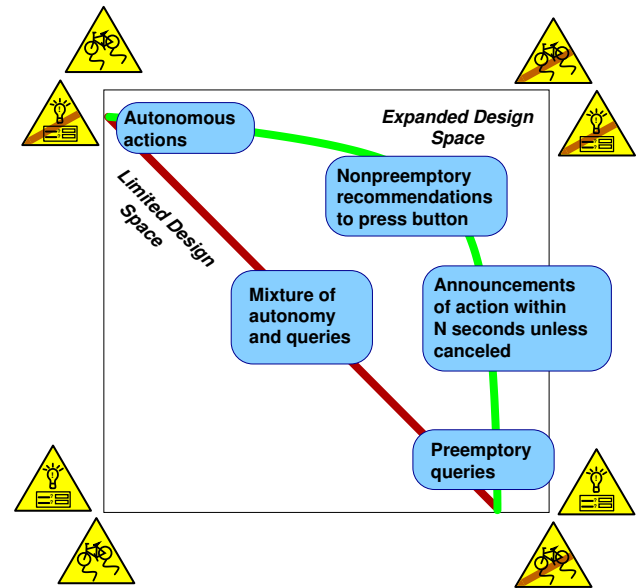 Autonomous
actions
Expanded Design
Space
Nonpreemptory
recommendations
to press button
Limited Design
Space
Announcements
of action within
N seconds unless
canceled
Mixture of
autonomy
and queries
Preemptory
queries